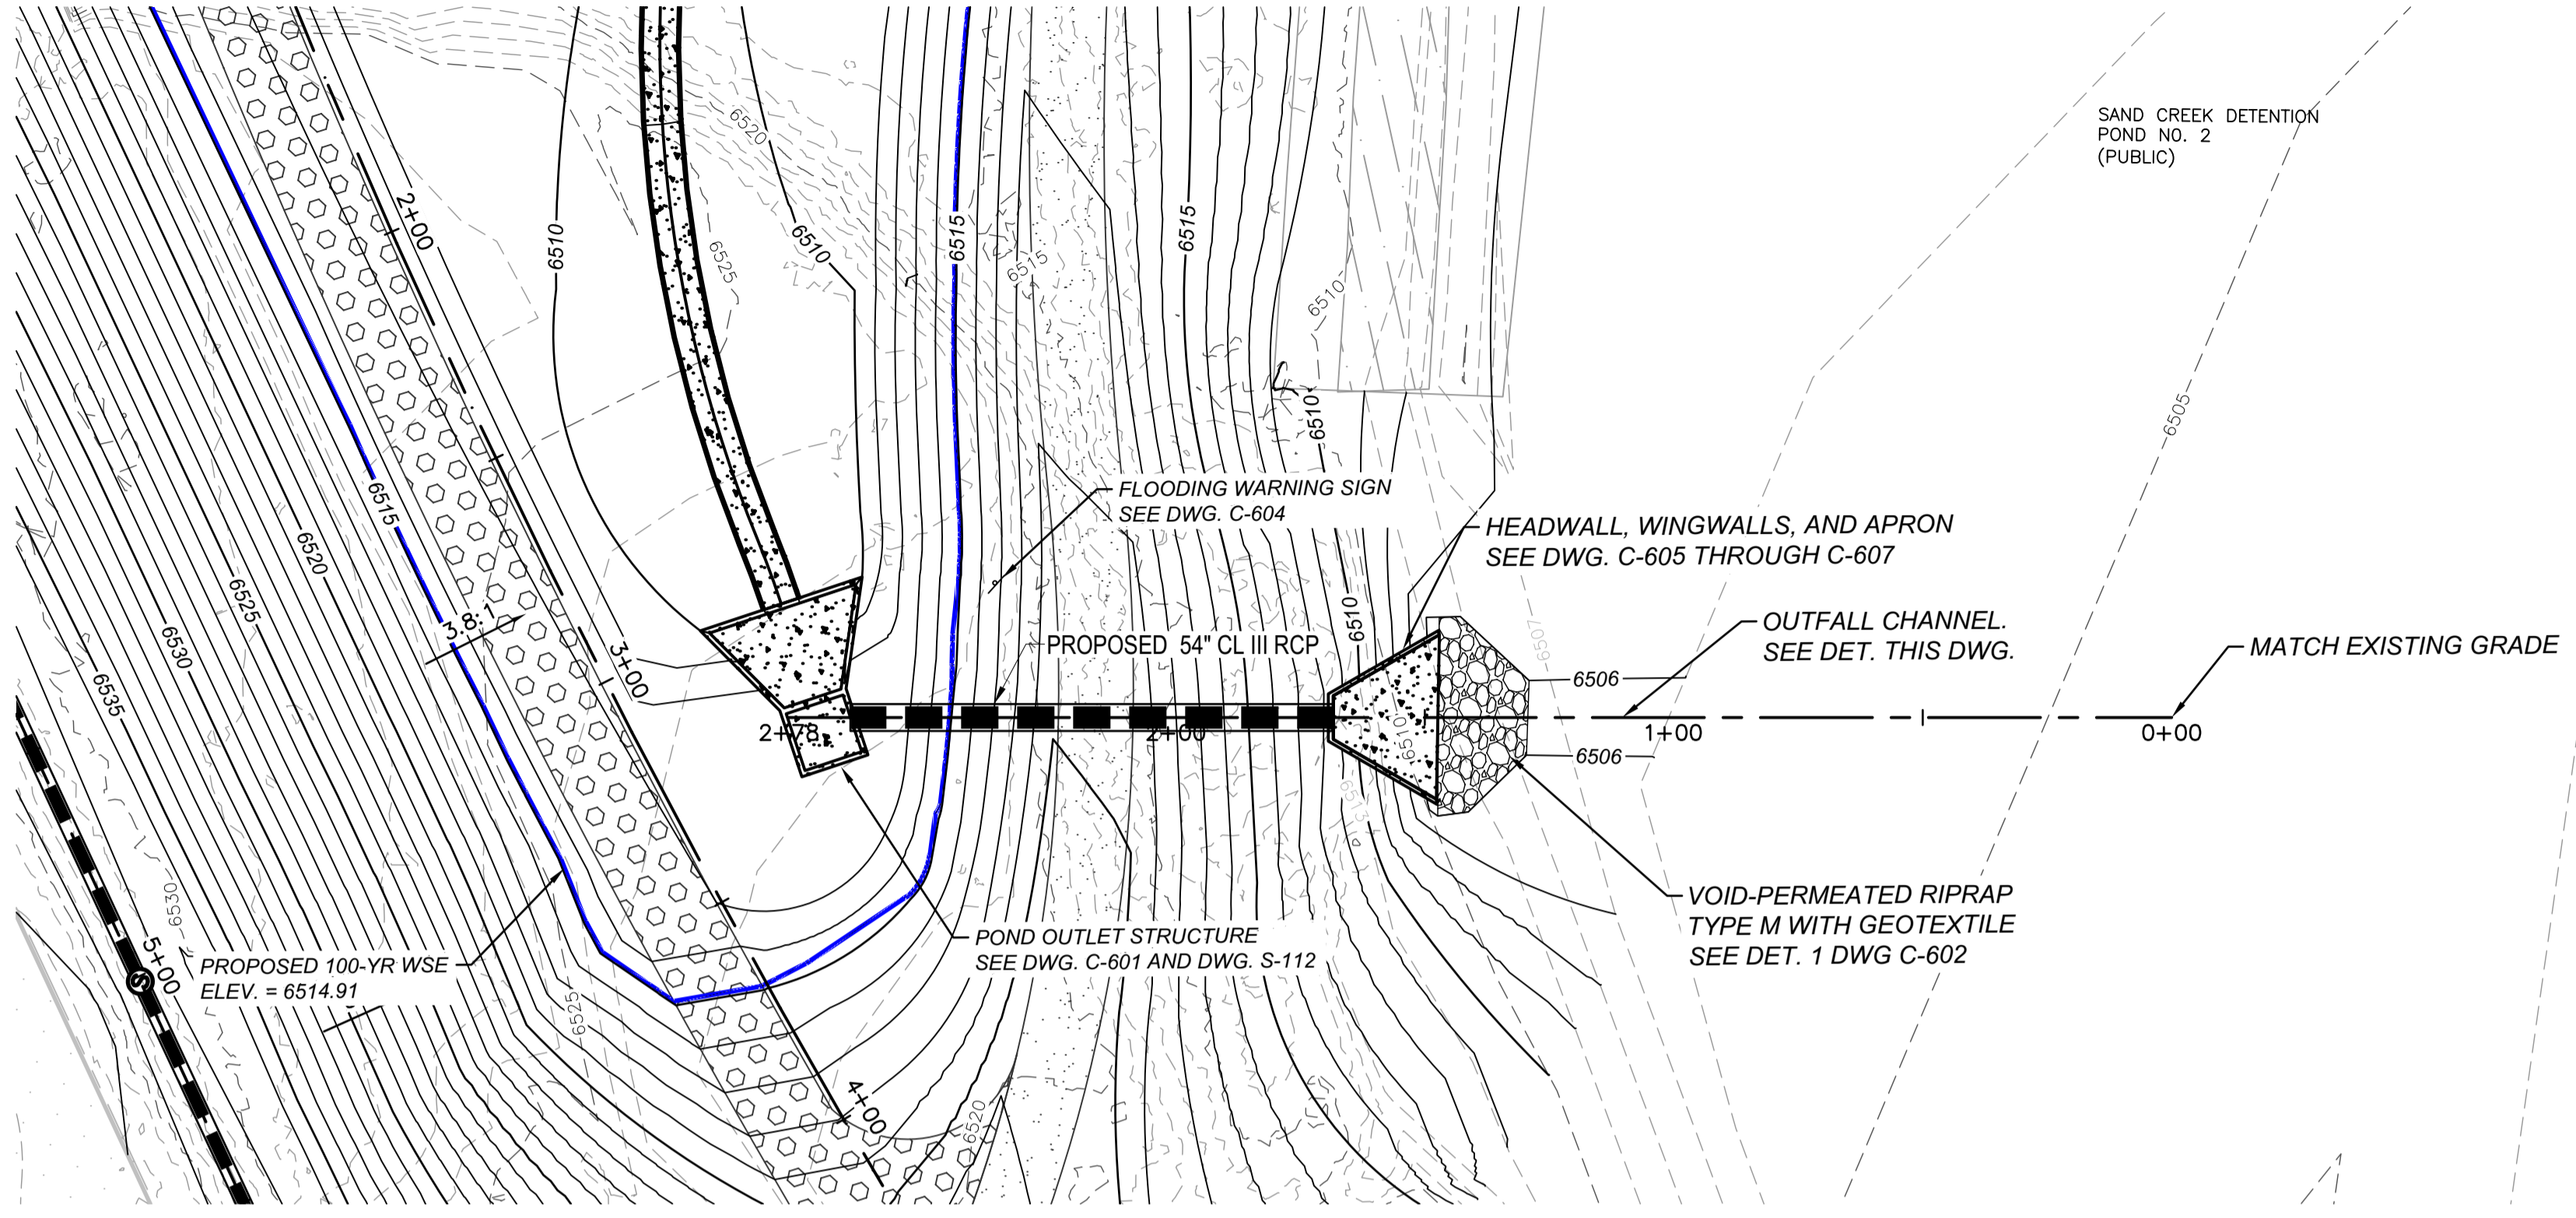 SAND CREEK DETENTION
POND NO. 2
(PUBLIC)
6520
2+00
6510
6510
6515
6515
6525
6515
6510
6505
6510
FLOODING WARNING SIGN
SEE DWG. C-604
6515
6520
6525
6530
6535
HEADWALL, WINGWALLS, AND APRON
SEE DWG. C-605 THROUGH C-607
3.8:1
3+00
PROPOSED 54" CL III RCP
6510
6507
OUTFALL CHANNEL.
SEE DET. THIS DWG.
MATCH EXISTING GRADE
6506
2+78
2+00
6510
1+00
0+00
6506
VOID-PERMEATED RIPRAP
TYPE M WITH GEOTEXTILE
SEE DET. 1 DWG C-602
6530
5+00
S
PROPOSED 100-YR WSE
ELEV. = 6514.91
POND OUTLET STRUCTURE
SEE DWG. C-601 AND DWG. S-112
6525
4+00
6520